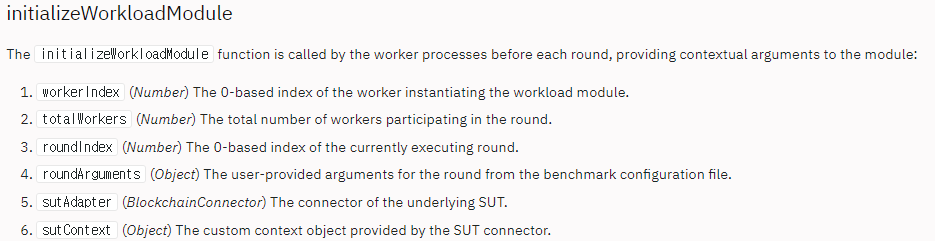 initializeWorkloadModule
The initializeWorkloadModule function is called by the worker processes before each round, providing contextual arguments to the module:
1. workerIndex (Number) The 0-based index of the worker instantiating the workload module.
2. totalWorkers (Number) The total number of workers participating in the round.
3. roundIndex (Number) The 0-based index of the currently executing round.
4. roundArguments (Object) The user-provided arguments for the round from the benchmark configuration file.
5. sutAdapter (BlockchainConnector) The connector of the underlying SUT.
6. sutContext (Object) The custom context object provided by the SUT connector.